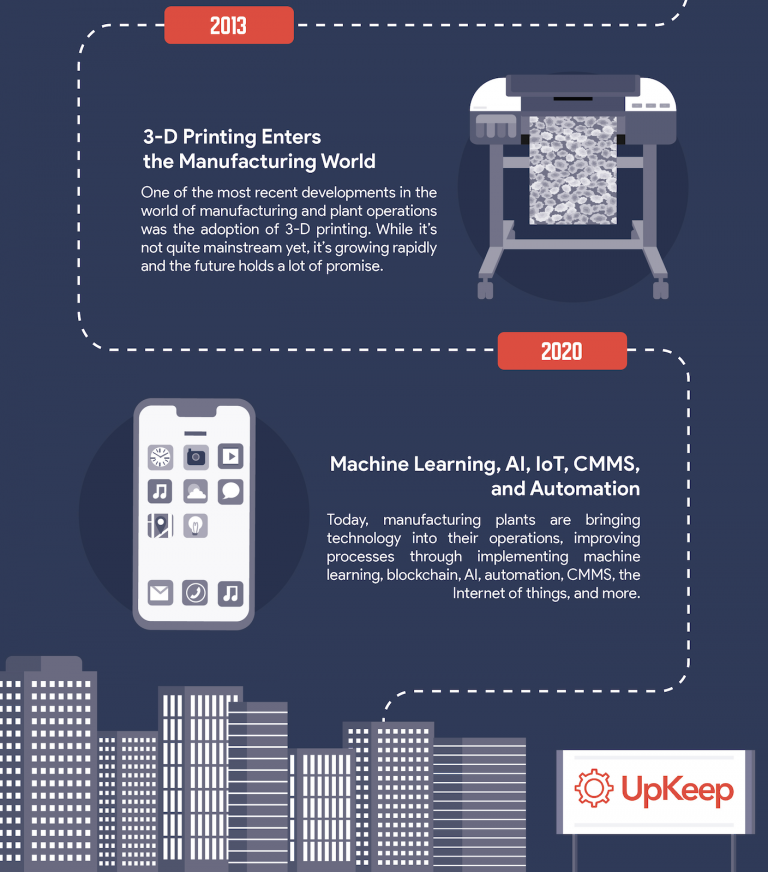 2013
3-D Printing Enters
the Manufacturing World
One of the most recent developments in the
world of manufacturing and plant operations
was the adoption of 3-D printing. While it's
not quite mainstream yet, it's growing rapidly
and the future holds a lot of promise.
2020
Machine Learning, AI, IoT, CMMS,
and Automation
Today, manufacturing plants are bringing
technology into their operations, improving
processes through implementing machine
learning, blockchain, AI, automation, CMMS, the
Internet of things, and more.
UpKeep